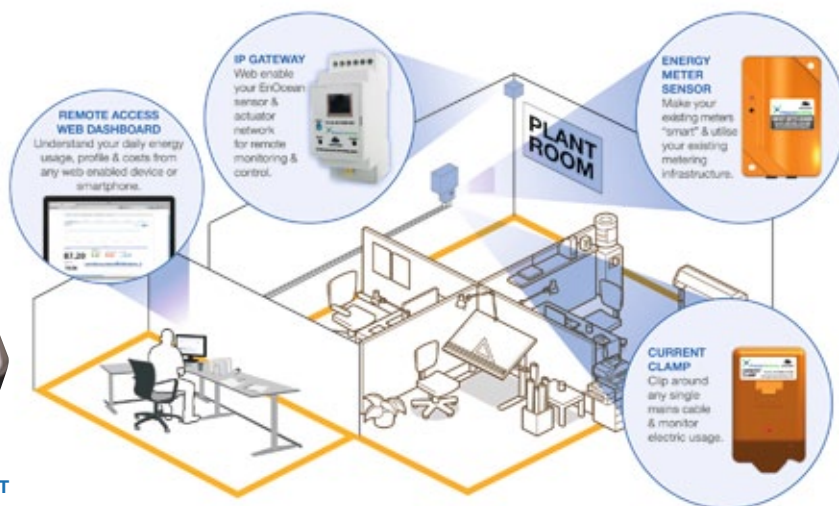 IP GATEWAY
Web enable
your EnOcean
sensor &
actuator
network
for remote
monitoring &
control.
ENERGY
METER
SENSOR
Make your
existing meters
"smart" & utilise
your existing
metering
infrastructure.
REMOTE ACCESS
WEB DASHBOARD
Understand your daily energy
usage, profile & costs from
any web enabled device or
smartphone.
PLANT
ROOM
CURRENT
CLAMP
Clip around
any single
mains cable
& monitor
electric usage.
T